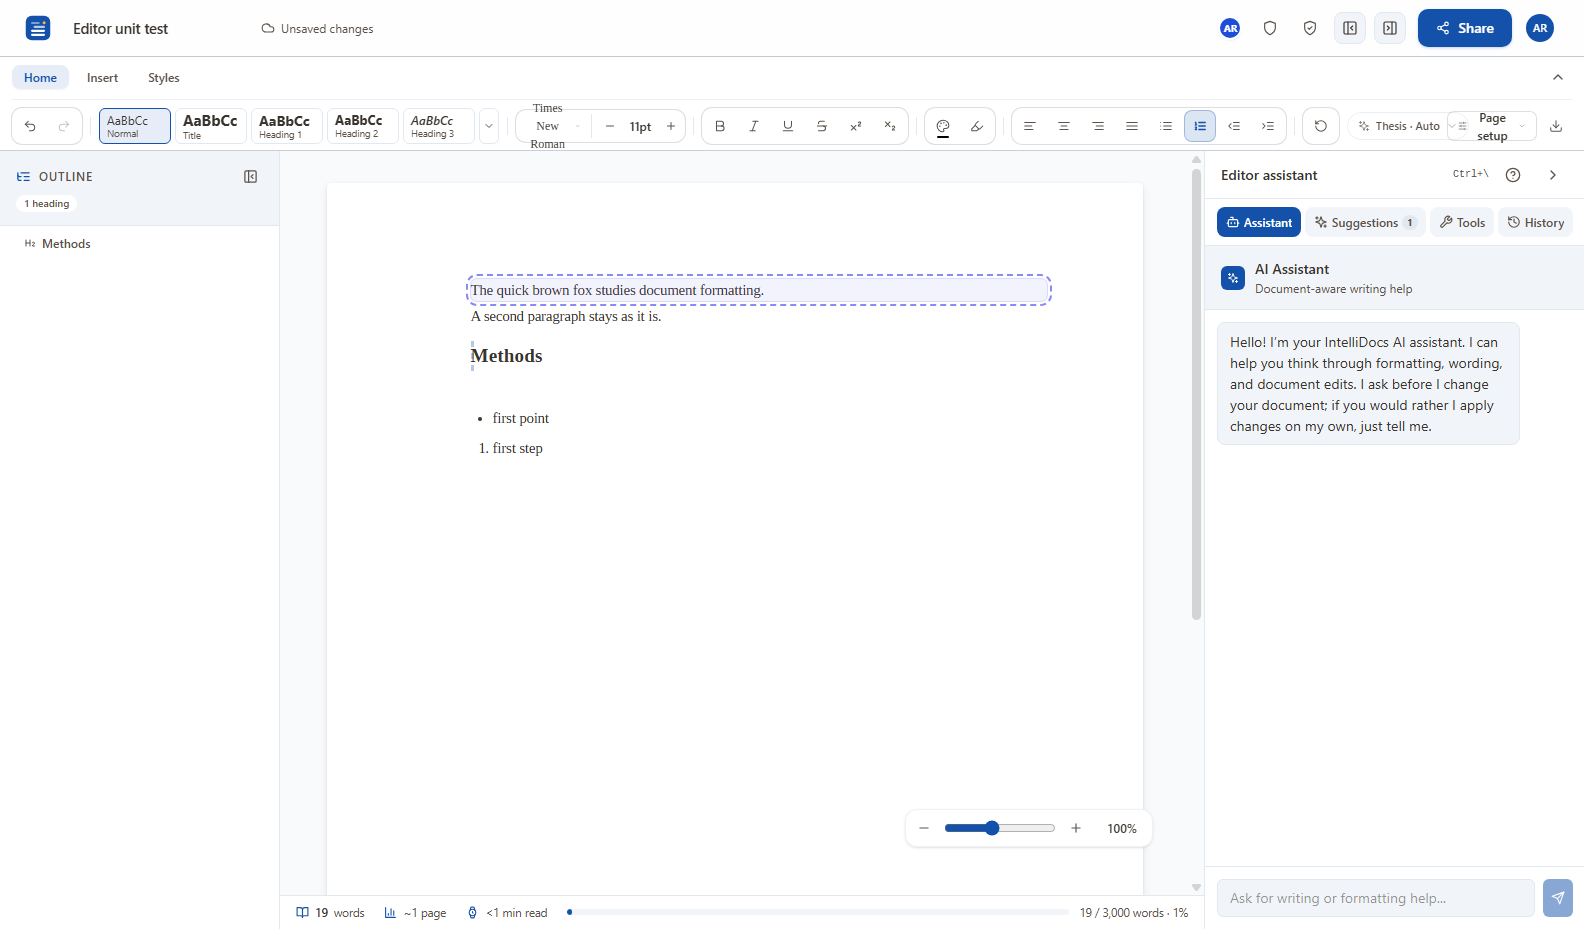 Editor unit test
Unsaved changes
AR
Share
AR
Home
Insert
Styles
AaBbCc
Normal
AaBbCc
Title
AaBbCc
Heading 1
AaBbCc
Heading 2
AaBbCc
Heading 3
Times
New
Roman
11pt
B
I
U
S
x²
x₂
Thesis · Auto
Page
setup
OUTLINE
1 heading
H2 Methods
The quick brown fox studies document formatting.
A second paragraph stays as it is.
Methods
• first point
1. first step
100%
19 words
~1 page
<1 min read
19 / 3,000 words · 1%
Editor assistant
Ctrl+\
Assistant
Suggestions 1
Tools
History
AI Assistant
Document-aware writing help
Hello! I'm your IntelliDocs AI assistant. I can
help you think through formatting, wording,
and document edits. I ask before I change
your document; if you would rather I apply
changes on my own, just tell me.
Ask for writing or formatting help...